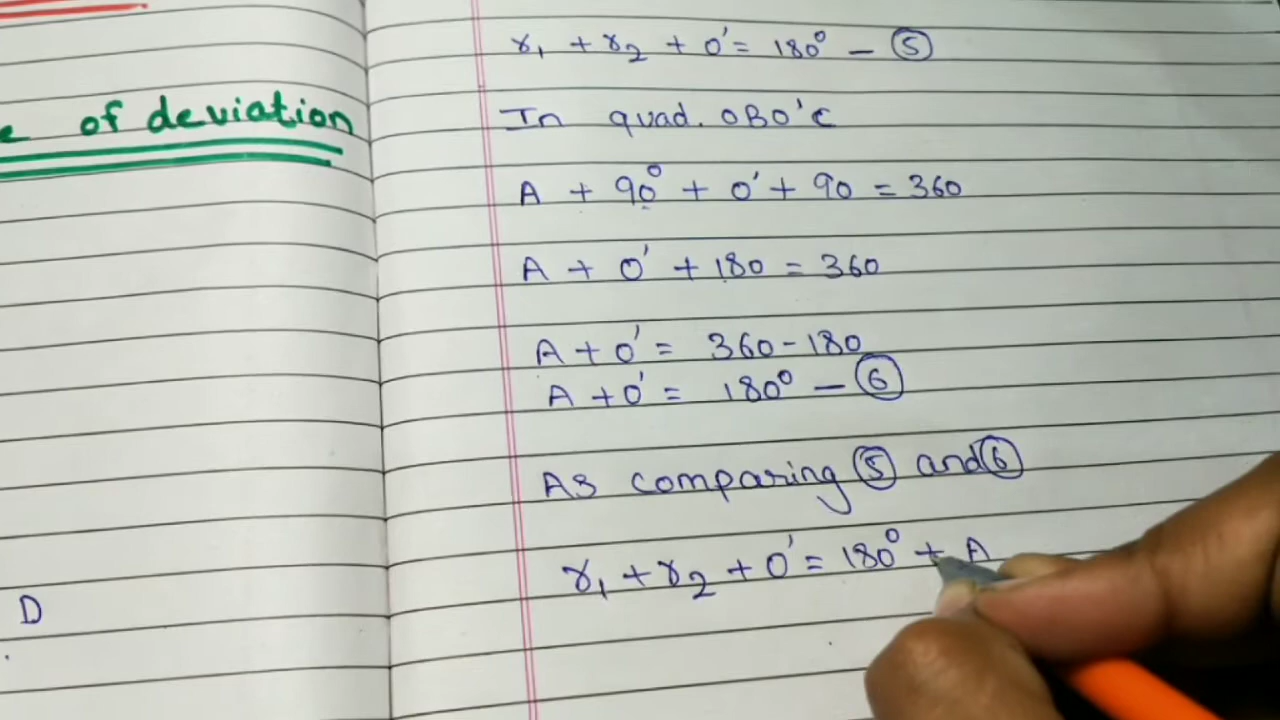 of deviation
D
r₁ + r₂ + O' = 180° — ⑤
In quad. OBO'C
A + 90° + O' + 90 = 360
A + O' + 180 = 360
A + O' = 360 - 180
A + O' = 180° — ⑥
As comparing ⑤ and ⑥
r₁ + r₂ + O' = 180° + A